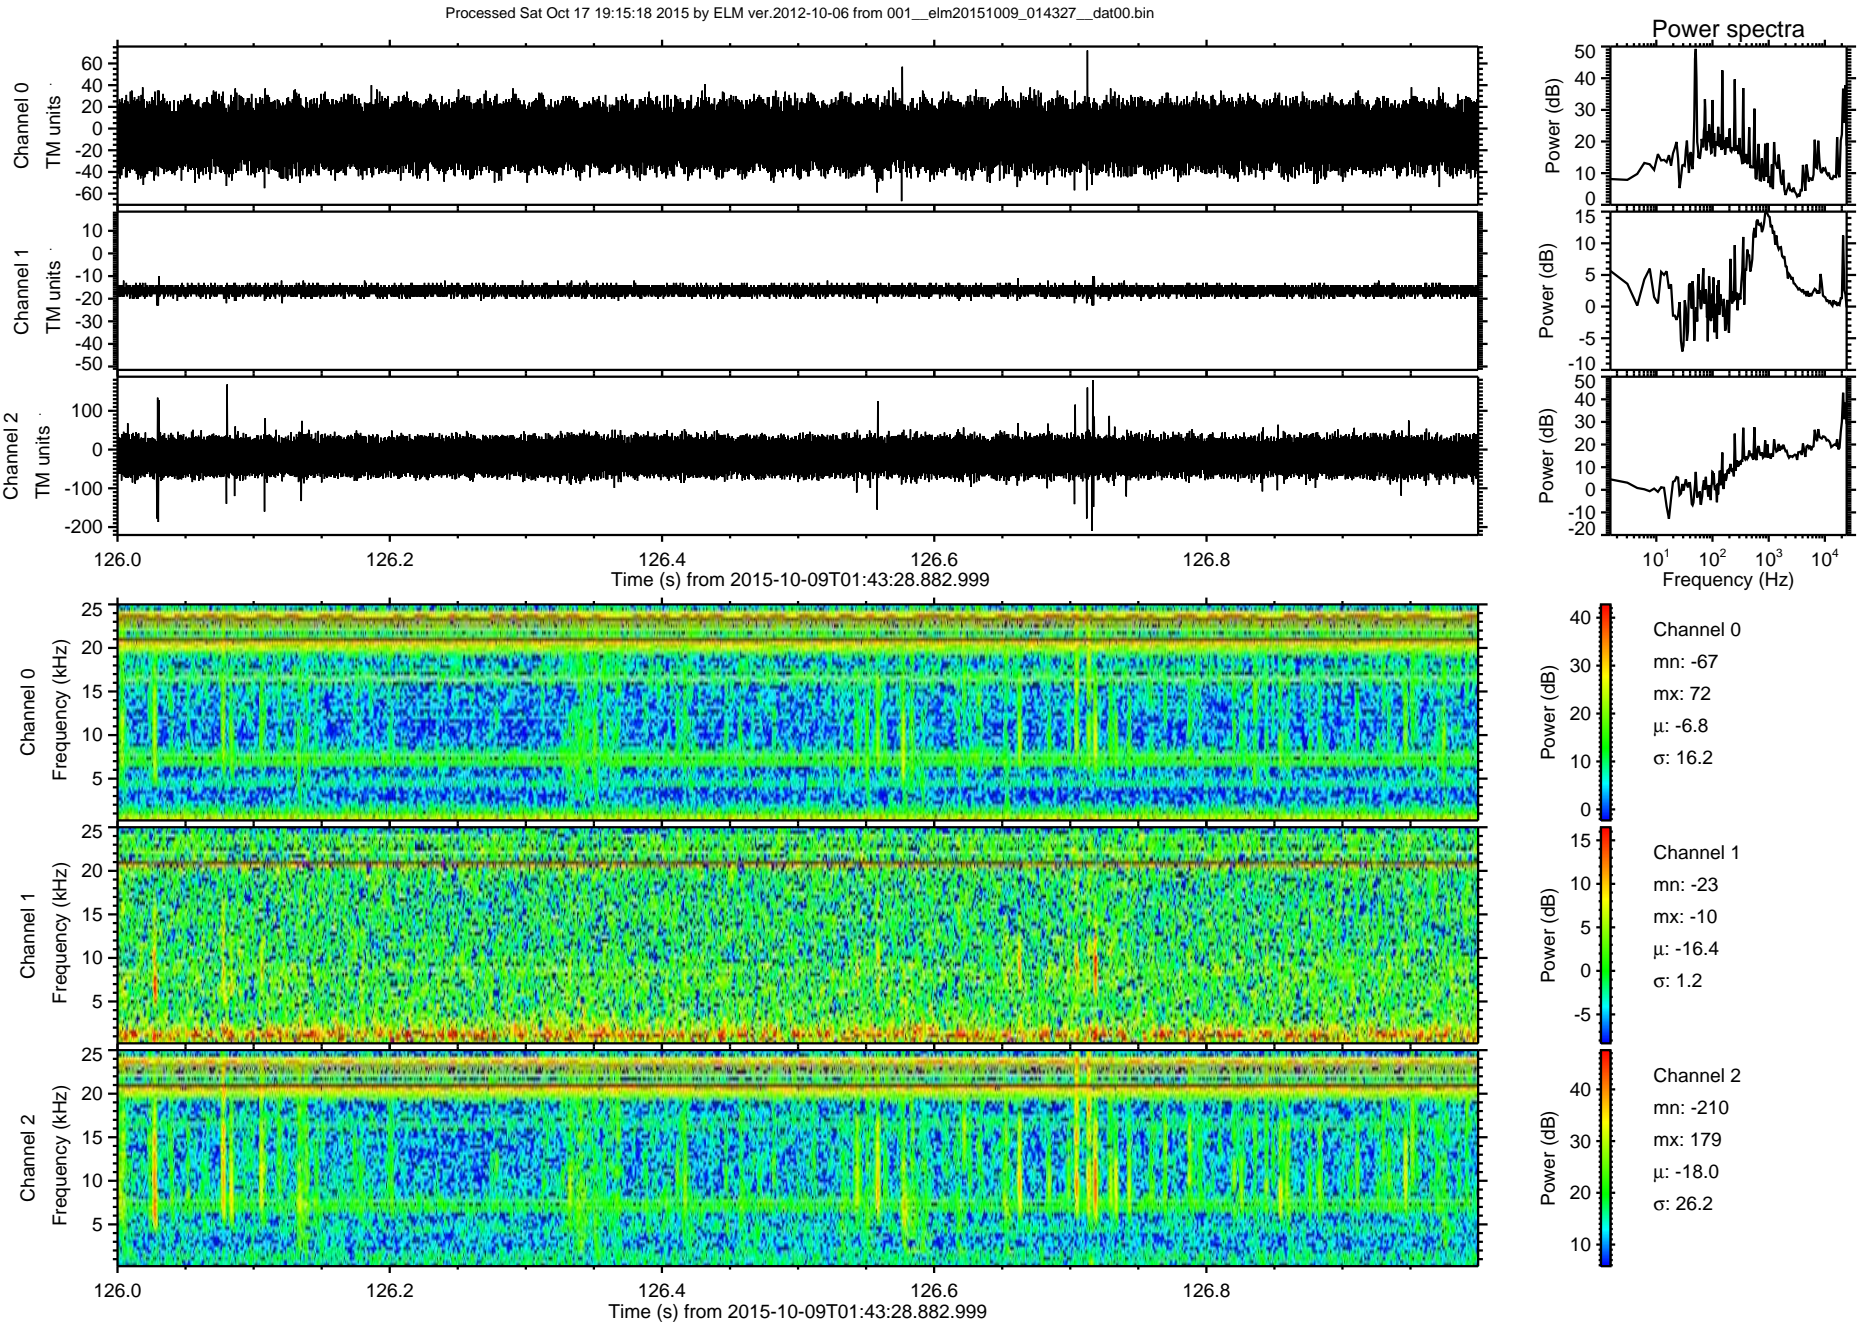 Processed Sat Oct 17 19:15:18 2015 by ELM ver.2012-10-06 from 001__elm20151009_014327__dat00.bin
Power spectra
Channel 0
TM units
60
40
20
0
-20
-40
-60
Power (dB)
50
40
30
20
10
0
Channel 1
TM units
10
0
-10
-20
-30
-40
-50
Power (dB)
15
10
5
0
-5
-10
Channel 2
TM units
100
0
-100
-200
Power (dB)
50
40
30
20
10
0
-10
-20
126.0 126.2 126.4 126.6 126.8
Time (s) from 2015-10-09T01:43:28.882.999
10¹ 10² 10³ 10⁴
Frequency (Hz)
Channel 0
Frequency (kHz)
25
20
15
10
5
Power (dB)
40
30
20
10
0
Channel 0
mn: -67
mx: 72
μ: -6.8
σ: 16.2
Channel 1
Frequency (kHz)
25
20
15
10
5
Power (dB)
15
10
5
0
-5
Channel 1
mn: -23
mx: -10
μ: -16.4
σ: 1.2
Channel 2
Frequency (kHz)
25
20
15
10
5
Power (dB)
40
30
20
10
Channel 2
mn: -210
mx: 179
μ: -18.0
σ: 26.2
126.0 126.2 126.4 126.6 126.8
Time (s) from 2015-10-09T01:43:28.882.999